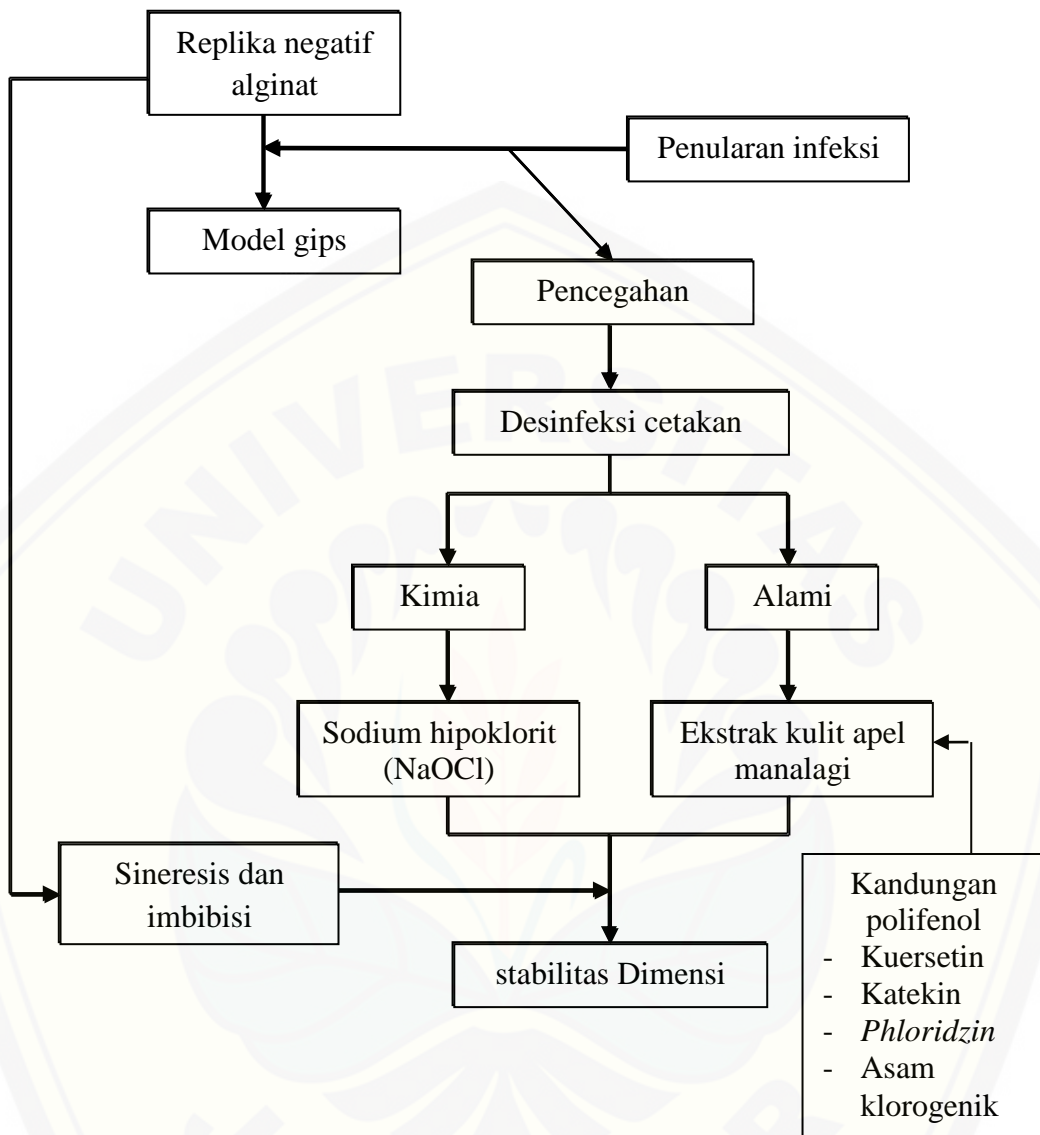 Replika negatif
alginat
Penularan infeksi
Model gips
Pencegahan
Desinfeksi cetakan
Kimia
Alami
Sodium hipoklorit
(NaOCl)
Ekstrak kulit apel
manalagi
Sineresis dan
imbibisi
stabilitas Dimensi
Kandungan
polifenol
- Kuersetin
- Katekin
- Phloridzin
- Asam
klorogenik
UNIVERSITAS